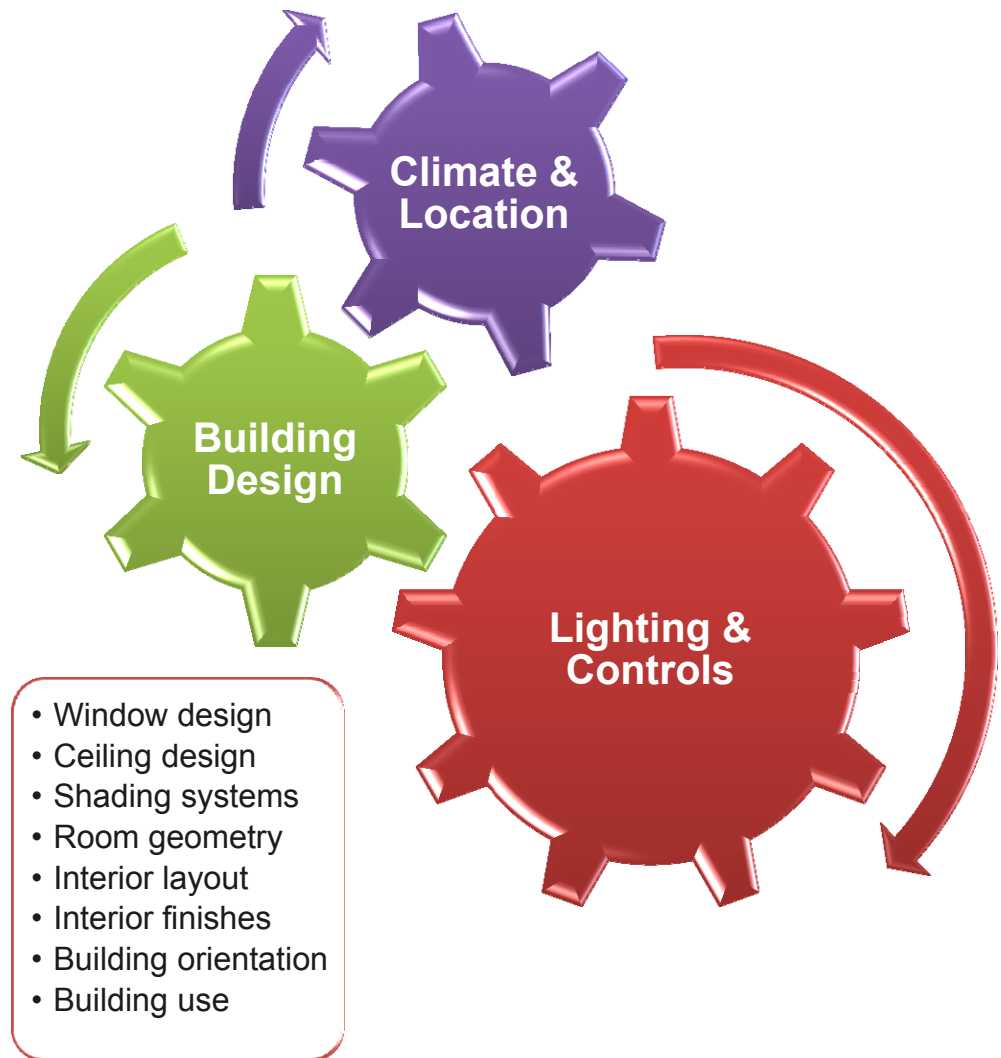 Climate &
Location
Building
Design
Lighting &
Controls
• Window design
• Ceiling design
• Shading systems
• Room geometry
• Interior layout
• Interior finishes
• Building orientation
• Building use